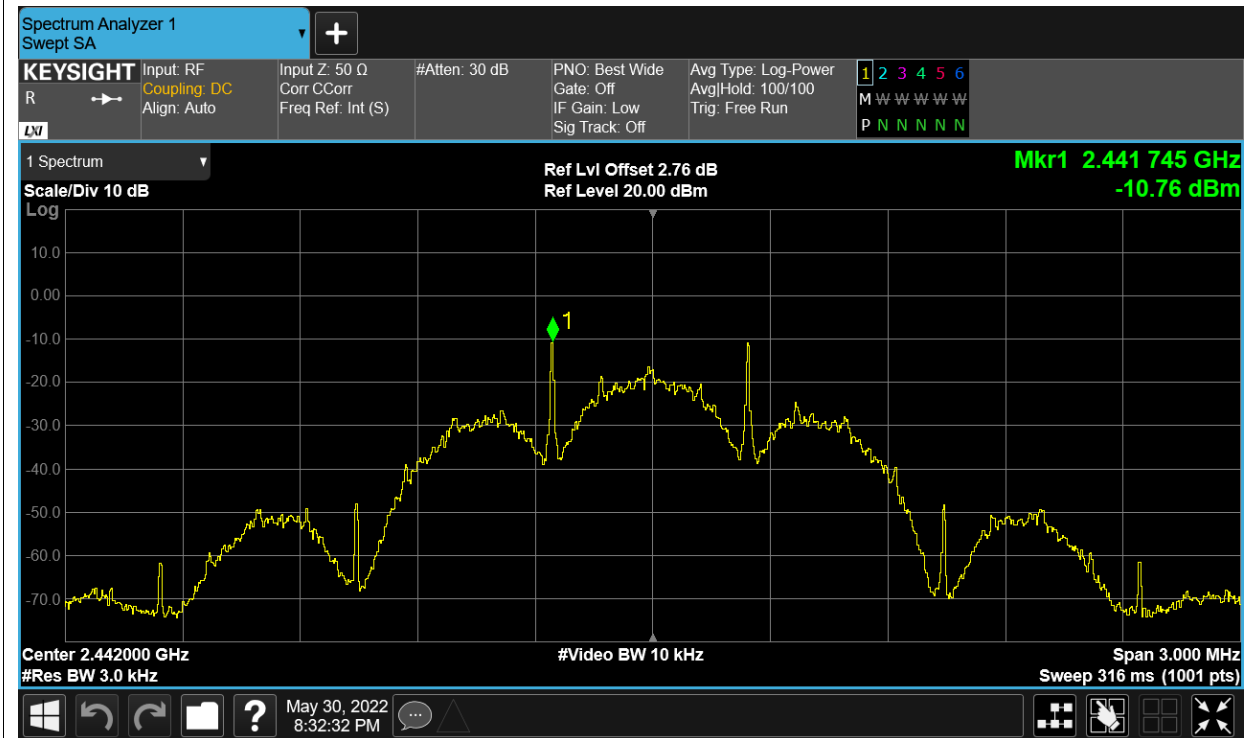 Spectrum Analyzer 1
Swept SA
KEYSIGHT
R
LXI
Input: RF
Coupling: DC
Align: Auto
Input Z: 50 Ω
Corr CCorr
Freq Ref: Int (S)
#Atten: 30 dB
PNO: Best Wide
Gate: Off
IF Gain: Low
Sig Track: Off
Avg Type: Log-Power
Avg|Hold: 100/100
Trig: Free Run
1 2 3 4 5 6
M W W W W W
P N N N N N
1 Spectrum
Scale/Div 10 dB
Ref Lvl Offset 2.76 dB
Ref Level 20.00 dBm
Mkr1 2.441 745 GHz
-10.76 dBm
Log
10.0
0.00
-10.0
-20.0
-30.0
-40.0
-50.0
-60.0
-70.0
1
Center 2.442000 GHz
#Res BW 3.0 kHz
#Video BW 10 kHz
Span 3.000 MHz
Sweep 316 ms (1001 pts)
?
May 30, 2022
8:32:32 PM